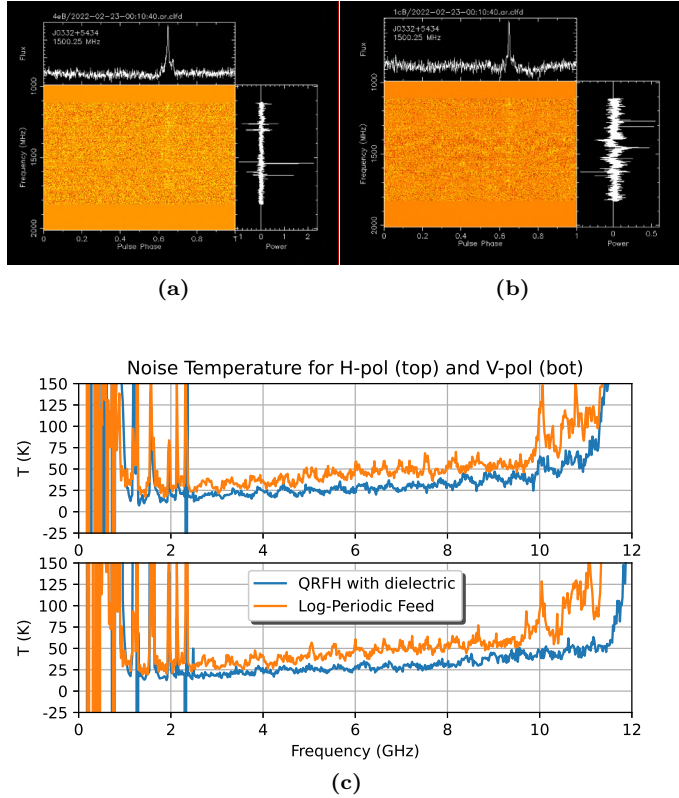 4eB/2022-02-23-00:10:40.ar.clfd
J0332+5434
1500.25 MHz
Flux
1000
1500
2000
Frequency (MHz)
0 0.2 0.4 0.6 0.8 1
Pulse Phase
-1 0 1 2
Power
1cB/2022-02-23-00:10:40.ar.clfd
J0332+5434
1500.25 MHz
Flux
1000
1500
2000
Frequency (MHz)
0 0.2 0.4 0.6 0.8 1
Pulse Phase
0 0.5
Power
(a)
(b)
Noise Temperature for H-pol (top) and V-pol (bot)
150
125
100
75
50
25
0
-25
T (K)
0 2 4 6 8 10 12
150
125
100
75
50
25
0
-25
T (K)
QRFH with dielectric
Log-Periodic Feed
0 2 4 6 8 10 12
Frequency (GHz)
(c)